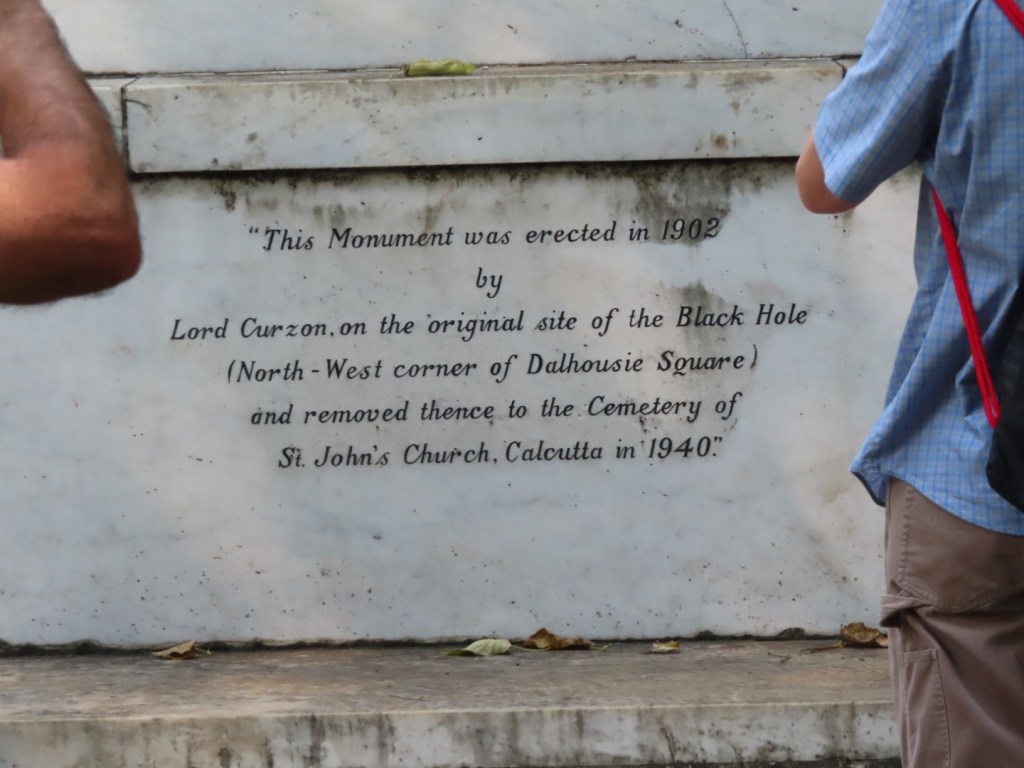 "This Monument was erected in 1902
by
Lord Curzon, on the original site of the Black Hole
(North-West corner of Dalhousie Square)
and removed thence to the Cemetery of
St. John's Church, Calcutta in 1940".